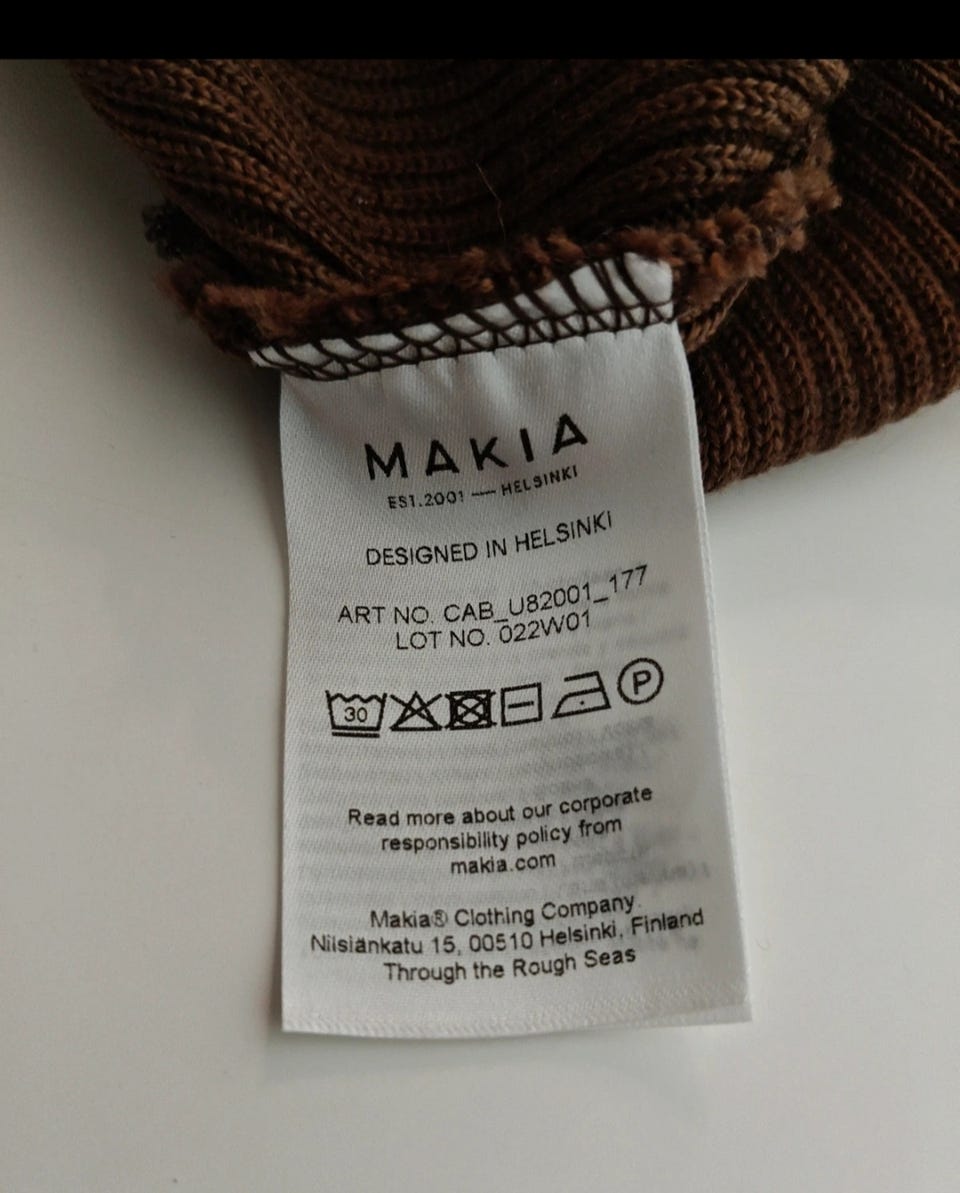 MAKIA
EST.2001 — HELSINKI
DESIGNED IN HELSINKI
ART NO. CAB_U82001_177
LOT NO. 022W01
30 P
Read more about our corporate
responsibility policy from
makia.com
Makia® Clothing Company
Nilsiänkatu 15, 00510 Helsinki, Finland
Through the Rough Seas